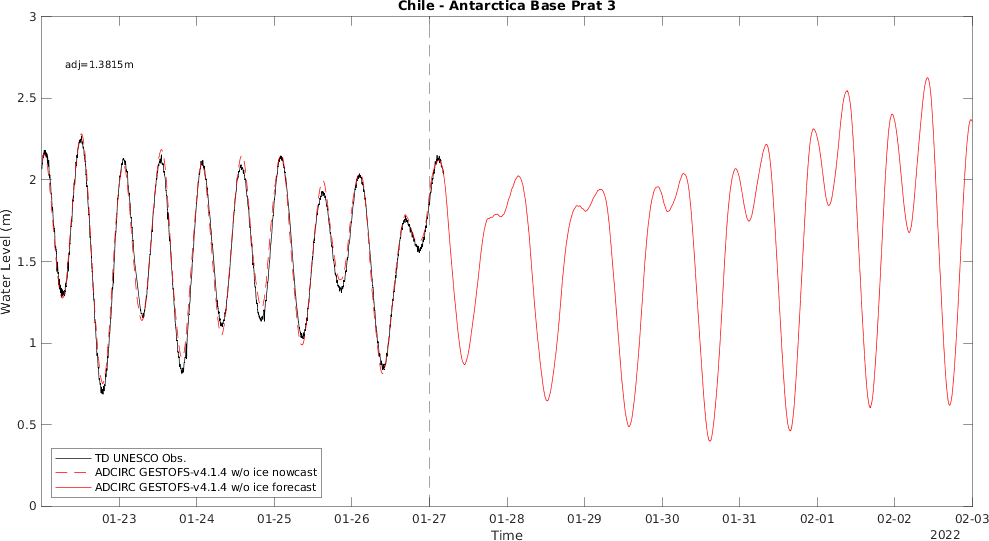 Chile - Antarctica Base Prat 3
adj=1.3815m
3
2.5
2
1.5
1
0.5
0
Water Level (m)
TD UNESCO Obs.
ADCIRC GESTOFS-v4.1.4 w/o ice nowcast
ADCIRC GESTOFS-v4.1.4 w/o ice forecast
01-23 01-24 01-25 01-26 01-27 01-28 01-29 01-30 01-31 02-01 02-02 02-03
Time
2022